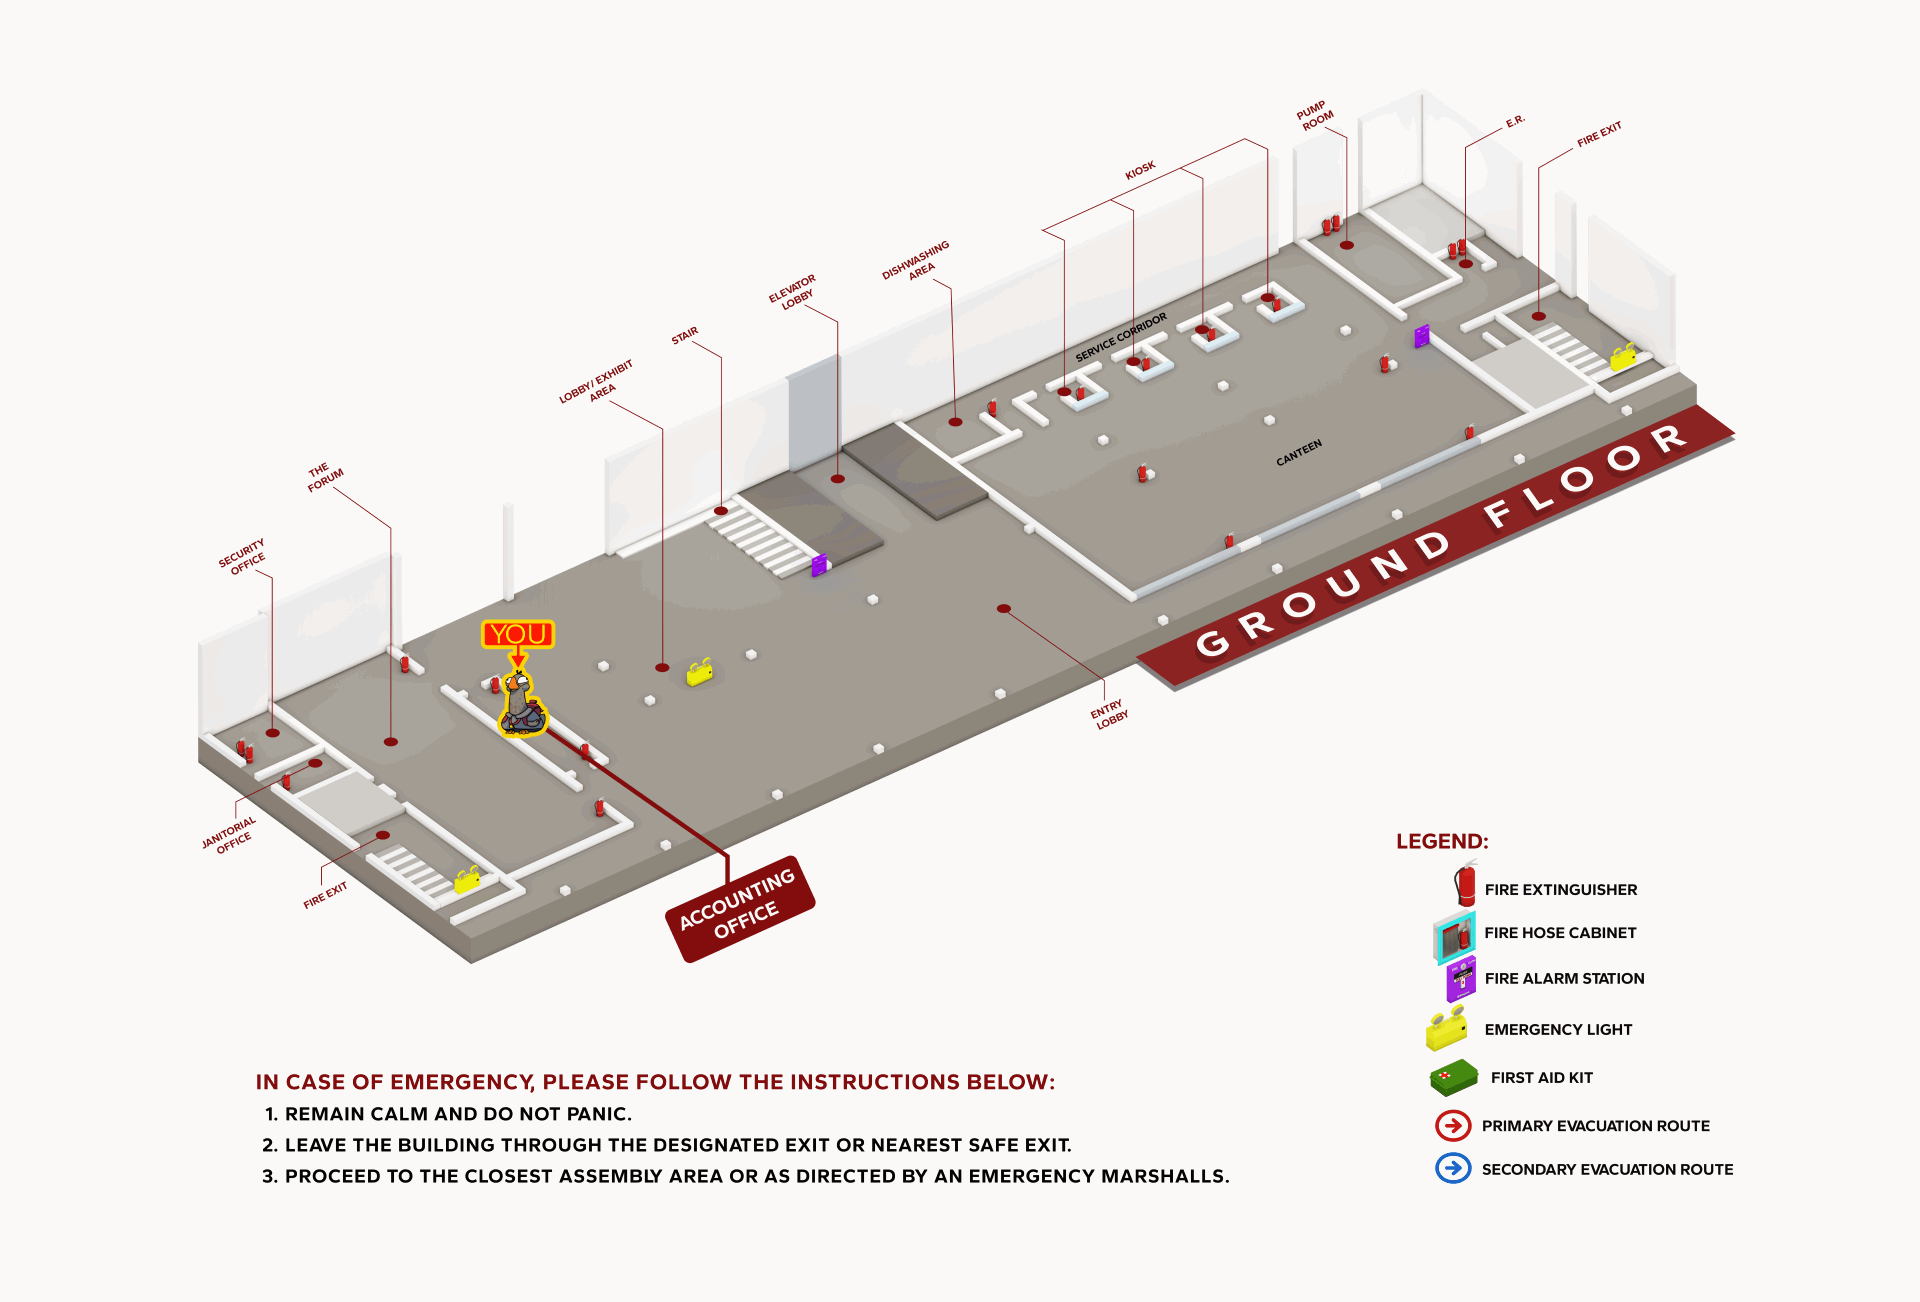 PUMP
ROOM
E.R.
FIRE EXIT
KIOSK
DISHWASHING
AREA
ELEVATOR
LOBBY
SERVICE CORRIDOR
STAIR
LOBBY/ EXHIBIT
AREA
CANTEEN
GROUND FLOOR
THE
FORUM
SECURITY
OFFICE
YOU
ENTRY
LOBBY
JANITORIAL
OFFICE
FIRE EXIT
ACCOUNTING
OFFICE
LEGEND:
FIRE EXTINGUISHER
FIRE HOSE CABINET
FIRE ALARM STATION
EMERGENCY LIGHT
FIRST AID KIT
PRIMARY EVACUATION ROUTE
SECONDARY EVACUATION ROUTE
IN CASE OF EMERGENCY, PLEASE FOLLOW THE INSTRUCTIONS BELOW:
1. REMAIN CALM AND DO NOT PANIC.
2. LEAVE THE BUILDING THROUGH THE DESIGNATED EXIT OR NEAREST SAFE EXIT.
3. PROCEED TO THE CLOSEST ASSEMBLY AREA OR AS DIRECTED BY AN EMERGENCY MARSHALLS.